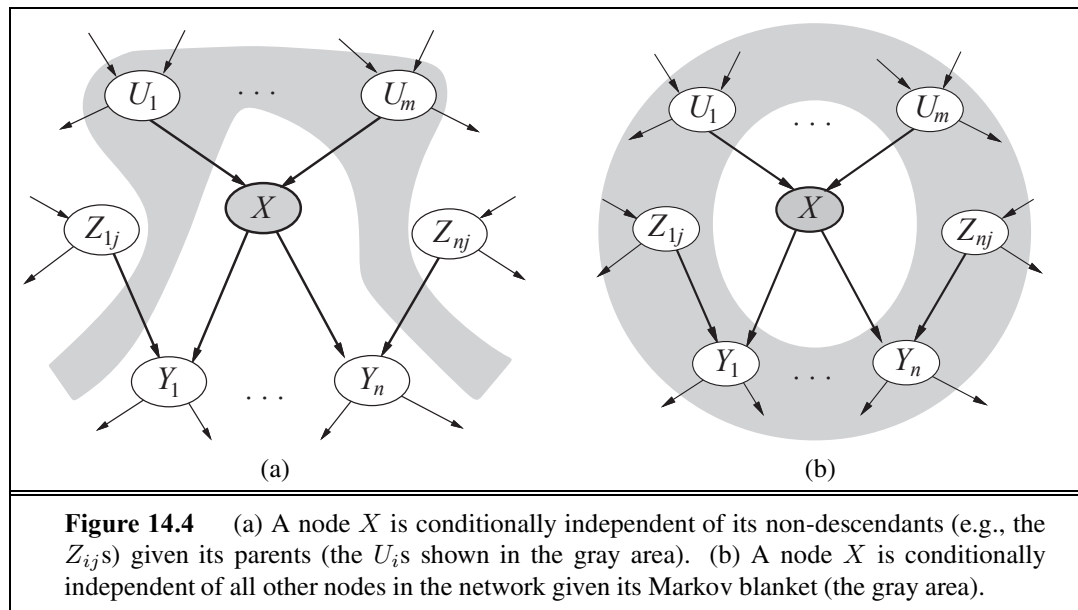 U₁ . . . Uₘ
X
Z₁ⱼ Zₙⱼ
Y₁ . . . Yₙ
(a)
U₁ . . . Uₘ
X
Z₁ⱼ Zₙⱼ
Y₁ . . . Yₙ
(b)
Figure 14.4 (a) A node X is conditionally independent of its non-descendants (e.g., the
Zᵢⱼs) given its parents (the Uᵢs shown in the gray area). (b) A node X is conditionally
independent of all other nodes in the network given its Markov blanket (the gray area).